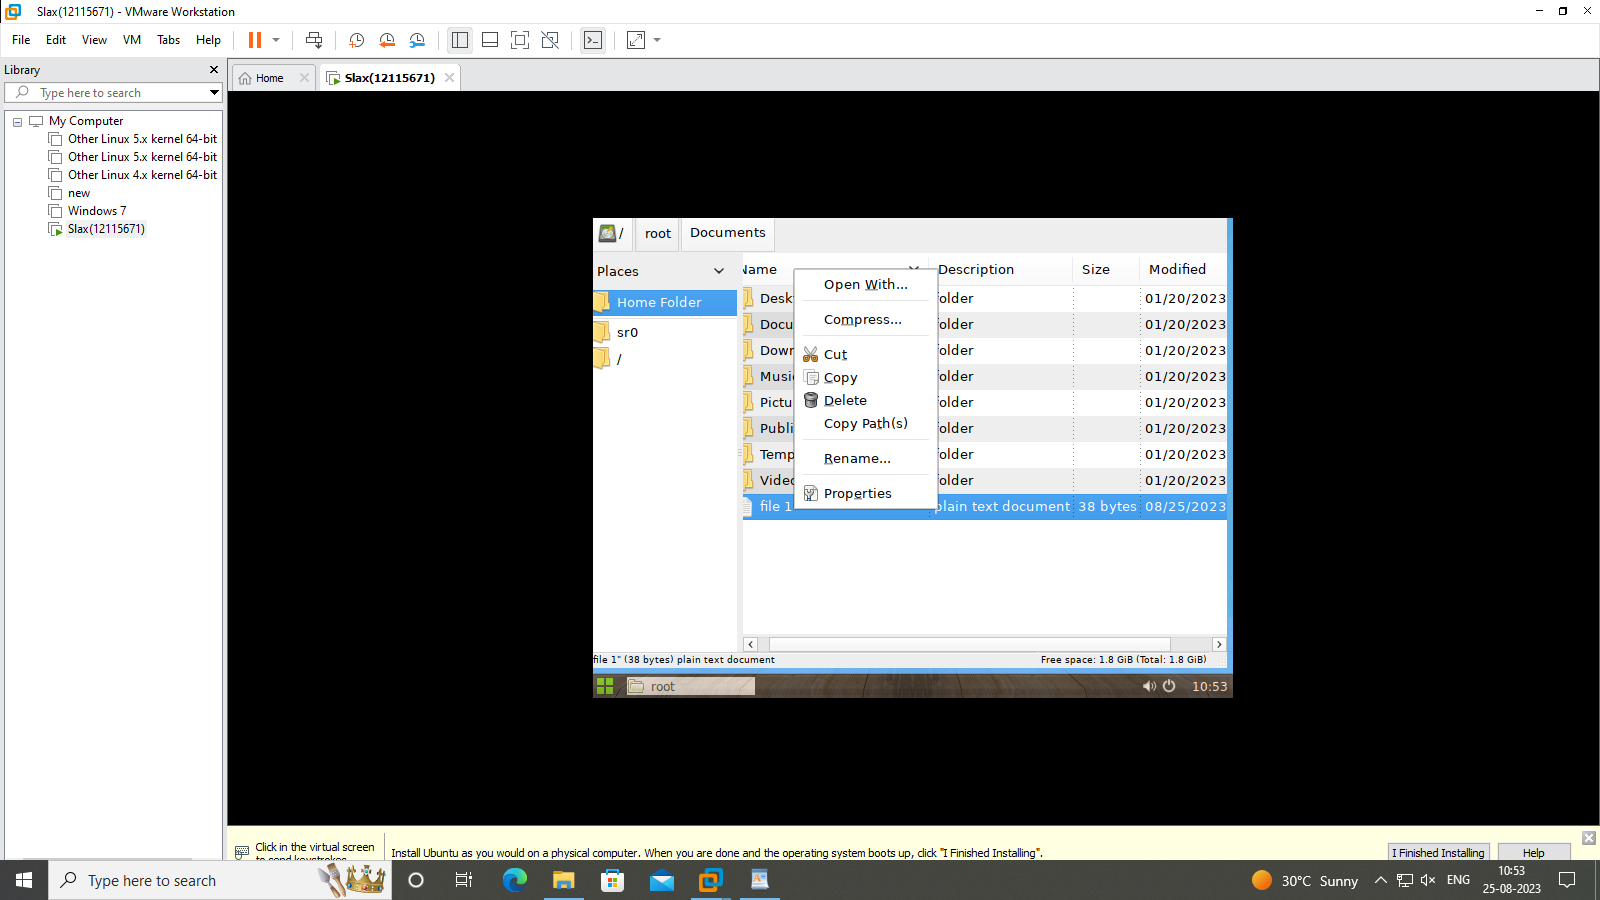 Slax(12115671) - VMware Workstation
File Edit View VM Tabs Help
Library
Type here to search
My Computer
Other Linux 5.x kernel 64-bit
Other Linux 5.x kernel 64-bit
Other Linux 4.x kernel 64-bit
new
Windows 7
Slax(12115671)
Home
Slax(12115671)
/ root Documents
Places
Home Folder
sr0
/
Name Description Size Modified
Desk older 01/20/2023
Docu older 01/20/2023
Down older 01/20/2023
Music older 01/20/2023
Pictu older 01/20/2023
Publi older 01/20/2023
Temp older 01/20/2023
Video older 01/20/2023
file 1 plain text document 38 bytes 08/25/2023
Open With...
Compress...
Cut
Copy
Delete
Copy Path(s)
Rename...
Properties
file 1" (38 bytes) plain text document Free space: 1.8 GiB (Total: 1.8 GiB)
root
10:53
Click in the virtual screen
to send keystrokes
Install Ubuntu as you would on a physical computer. When you are done and the operating system boots up, click "I Finished Installing".
I Finished Installing Help
Type here to search
30°C Sunny
ENG
10:53
25-08-2023